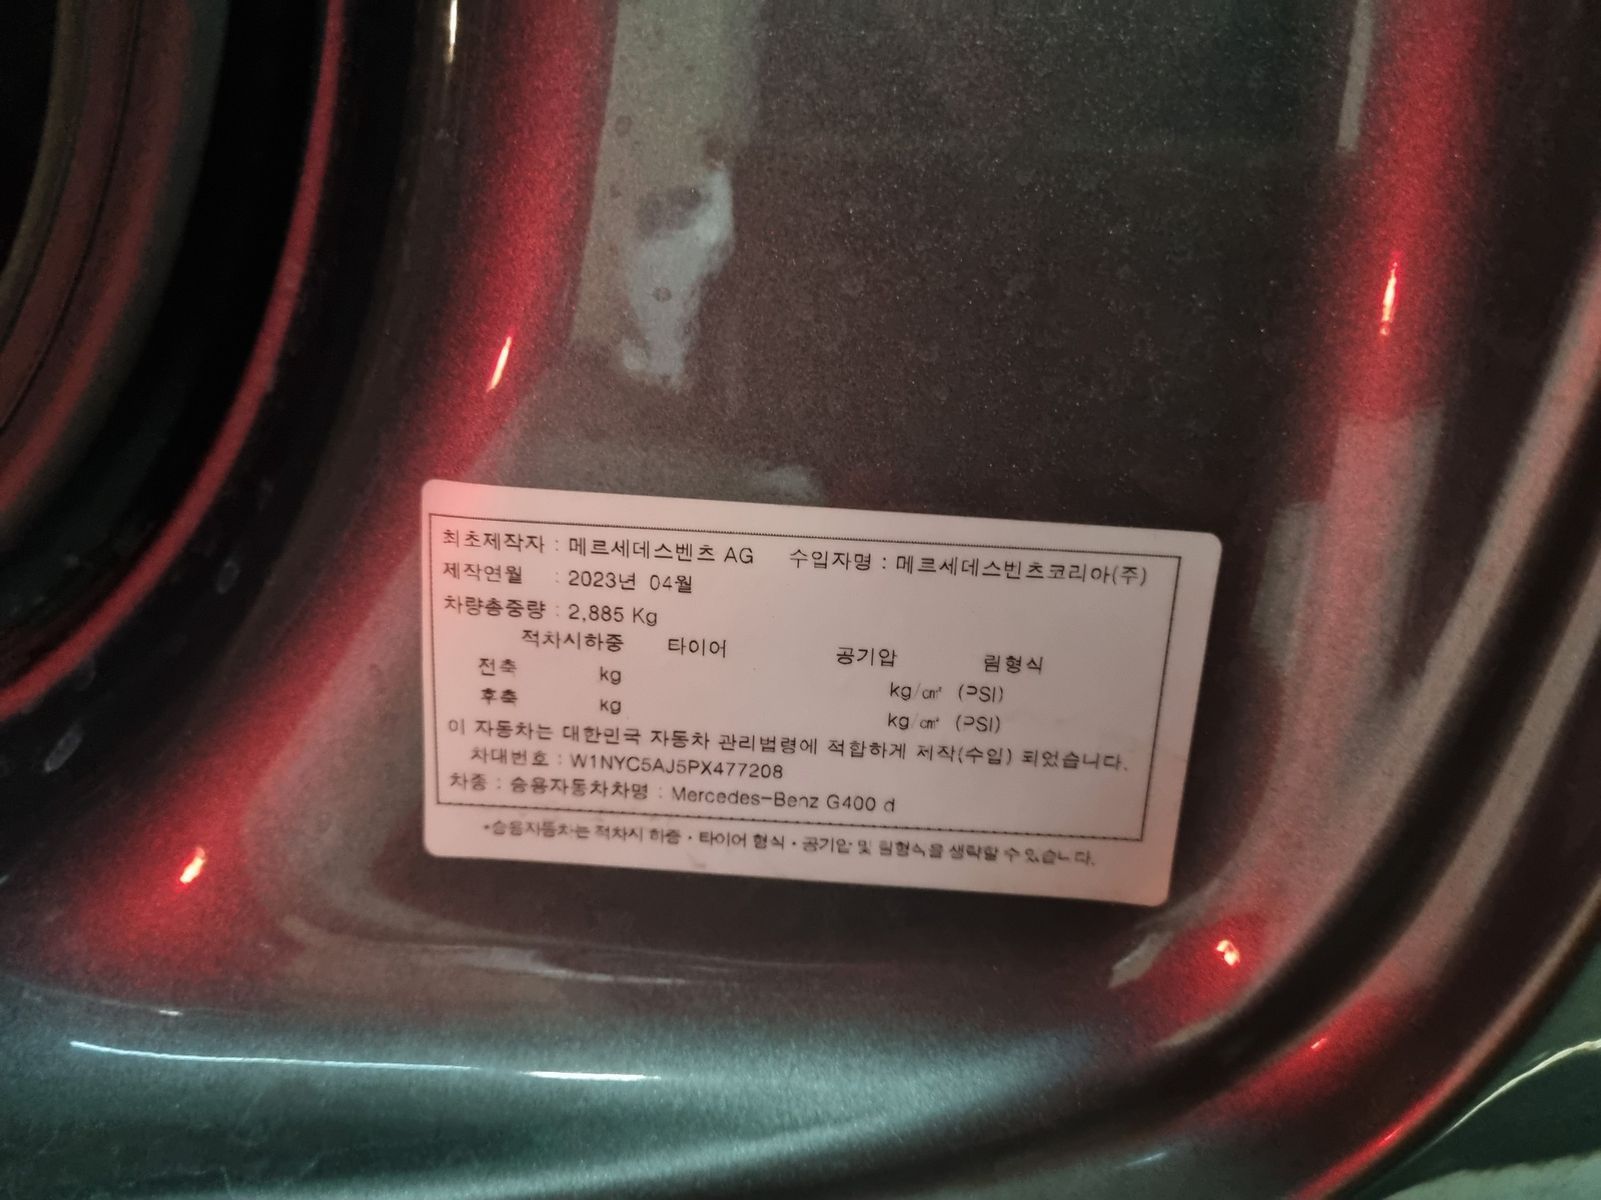 최초제작자 : 메르세데스벤츠 AG 수입자명 : 메르세데스벤츠코리아(주)
제작연월 : 2023년 04월
차량총중량 : 2,885 Kg
적차시하중 타이어 공기압 림형식
전축 kg kg/㎠ (PSI)
후축 kg kg/㎠ (PSI)
이 자동차는 대한민국 자동차 관리법령에 적합하게 제작(수입) 되었습니다.
차대번호 : W1NYC5AJ5PX477208
차종 : 승용자동차차명 : Mercedes-Benz G400 d
*승용자동차는 적차시 하중 · 타이어 형식 · 공기압 및 림형식을 생략할 수 있습니다.